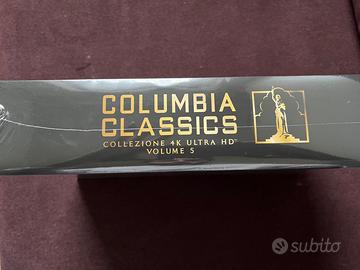 COLUMBIA
CLASSICS
COLLEZIONE 4K ULTRA HD
VOLUME 5
subito